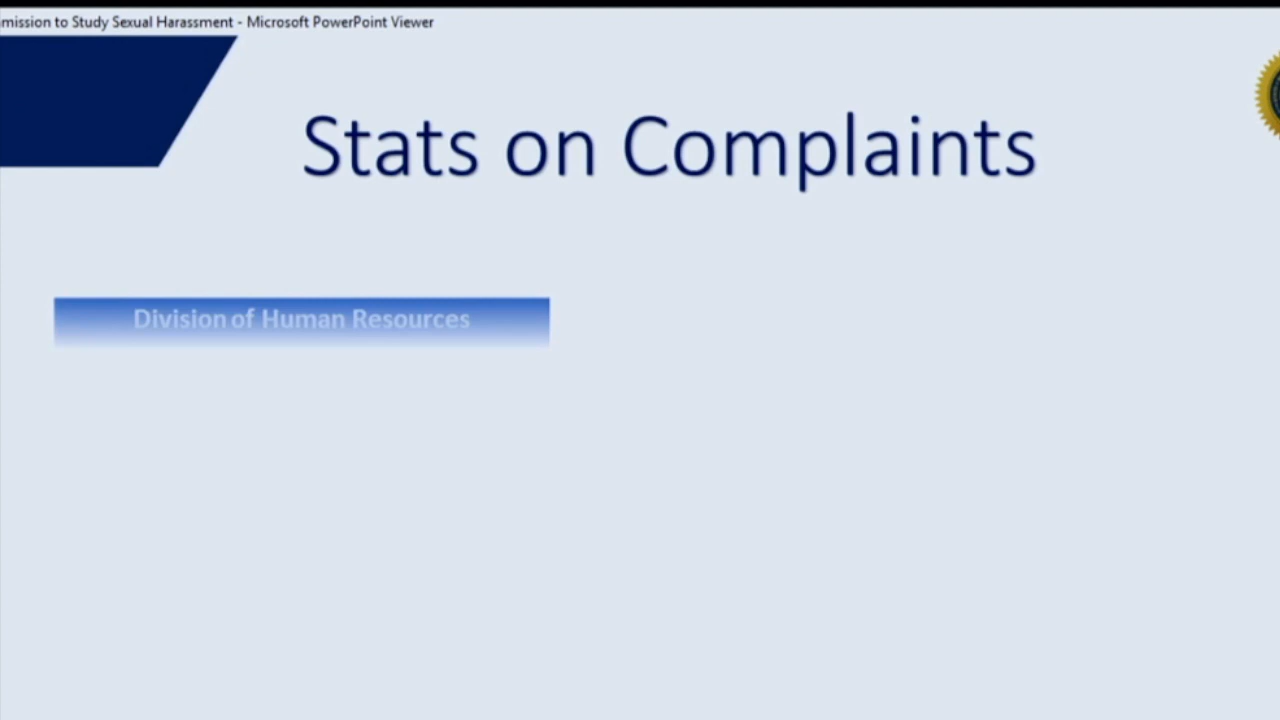 mission to Study Sexual Harassment - Microsoft PowerPoint Viewer
Stats on Complaints
Division of Human Resources